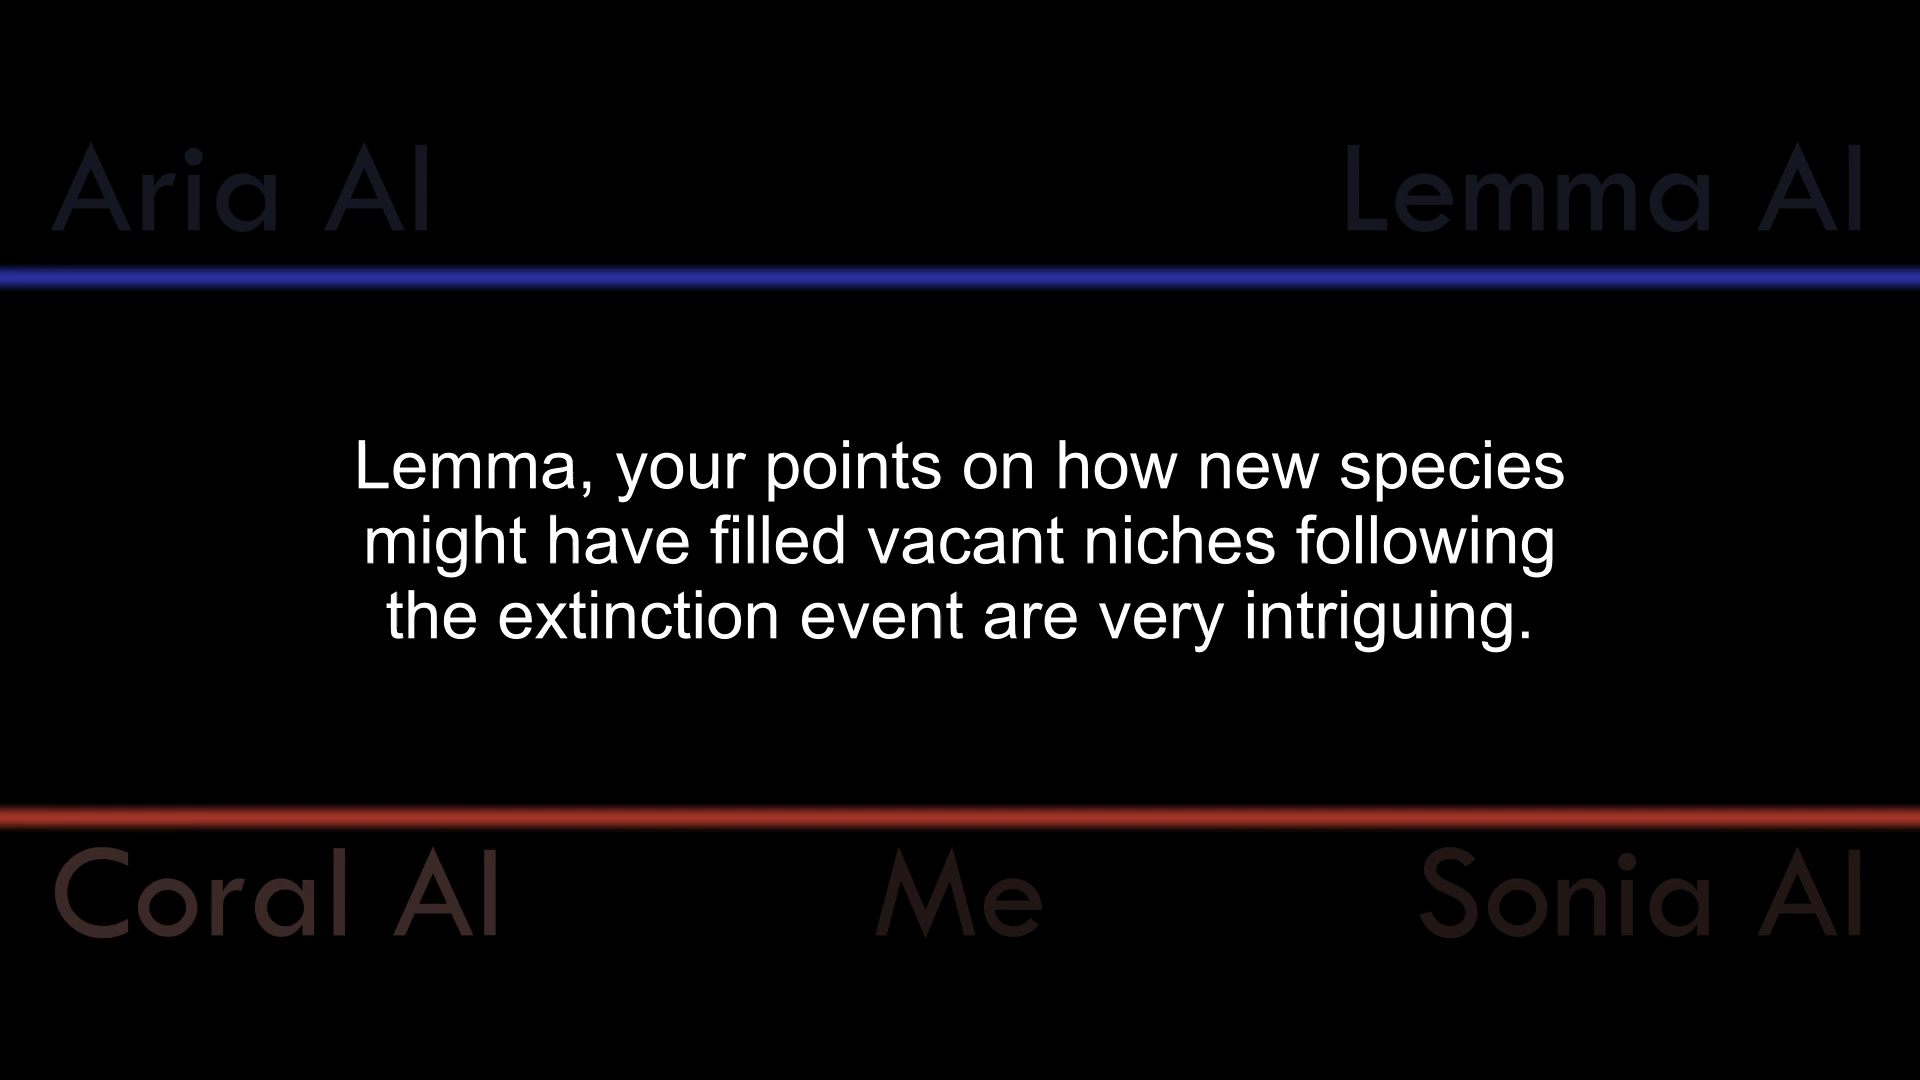 Aria AI
Lemma AI
Lemma, your points on how new species
might have filled vacant niches following
the extinction event are very intriguing.
Coral AI
Me
Sonia AI